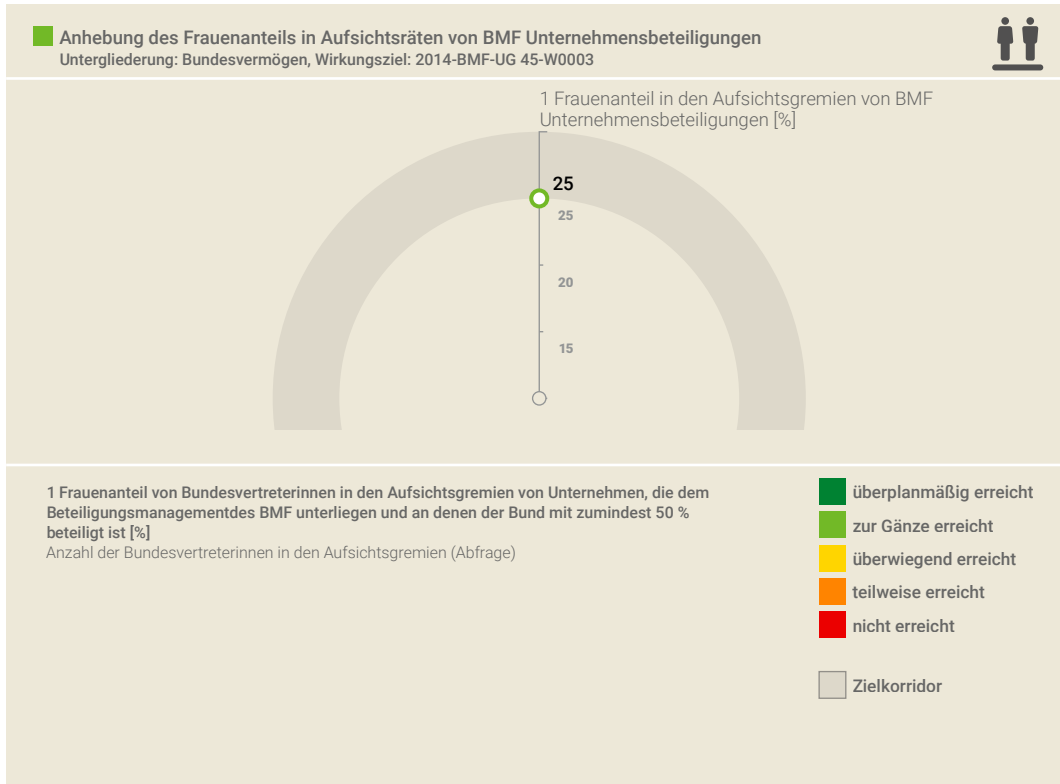 Anhebung des Frauenanteils in Aufsichtsräten von BMF Unternehmensbeteiligungen
Untergliederung: Bundesvermögen, Wirkungsziel: 2014-BMF-UG 45-W0003
1 Frauenanteil in den Aufsichtsgremien von BMF
Unternehmensbeteiligungen [%]
25
25
20
15
1 Frauenanteil von Bundesvertreterinnen in den Aufsichtsgremien von Unternehmen, die dem
Beteiligungsmanagementdes BMF unterliegen und an denen der Bund mit zumindest 50 %
beteiligt ist [%]
Anzahl der Bundesvertreterinnen in den Aufsichtsgremien (Abfrage)
überplanmäßig erreicht
zur Gänze erreicht
überwiegend erreicht
teilweise erreicht
nicht erreicht
Zielkorridor